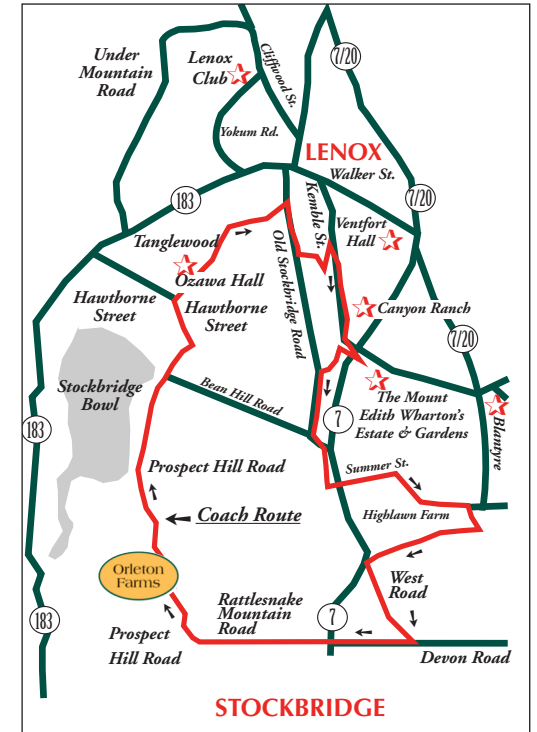 Under
Mountain
Road
Lenox
Club
Cliffwood St.
7/20
Yokum Rd.
LENOX
Walker St.
183
Kemble St.
7/20
Tanglewood
Ventfort
Hall
Old Stockbridge Road
Ozawa Hall
Hawthorne
Street
Hawthorne
Street
Canyon Ranch
7/20
Stockbridge
Bowl
Bean Hill Road
The Mount
Edith Wharton's
Estate & Gardens
Blantyre
183
7
Prospect Hill Road
Summer St.
Coach Route
Highlawn Farm
Orleton
Farms
West
Road
Rattlesnake
Mountain
Road
183
7
Prospect
Hill Road
Devon Road
STOCKBRIDGE